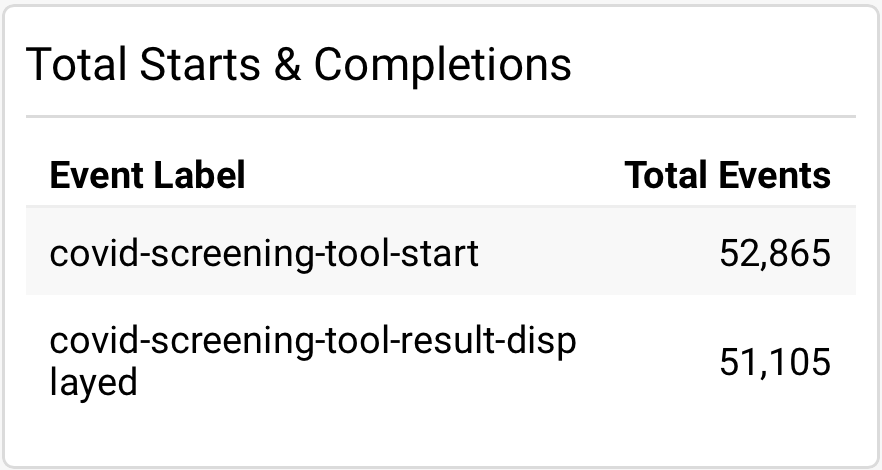 Total Starts & Completions
Event Label Total Events
covid-screening-tool-start 52,865
covid-screening-tool-result-disp
layed 51,105